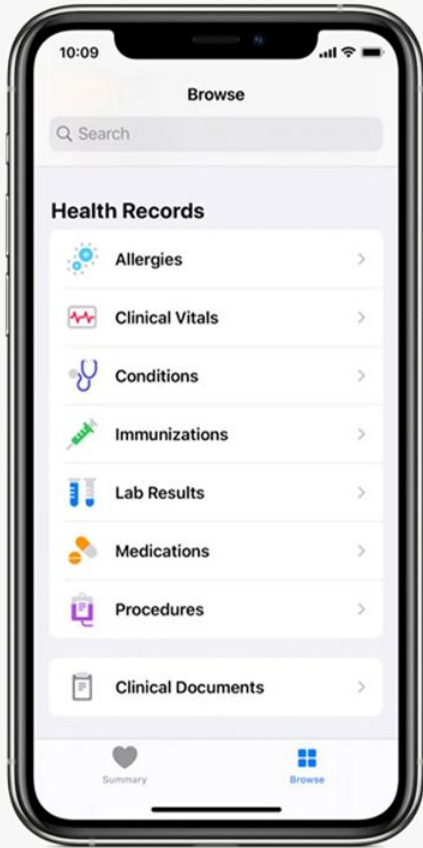 10:09
Browse
Search
Health Records
Allergies
Clinical Vitals
Conditions
Immunizations
Lab Results
Medications
Procedures
Clinical Documents
Summary
Browse